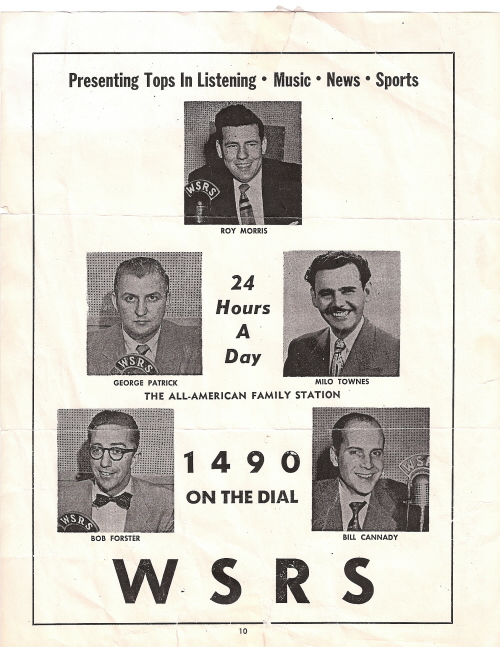 Presenting Tops In Listening • Music • News • Sports
WSRS
ROY MORRIS
24
Hours
A
Day
WSRS
GEORGE PATRICK
MILO TOWNES
THE ALL-AMERICAN FAMILY STATION
1490
ON THE DIAL
WSRS
BOB FORSTER
WS
BILL CANNADY
WSRS
10